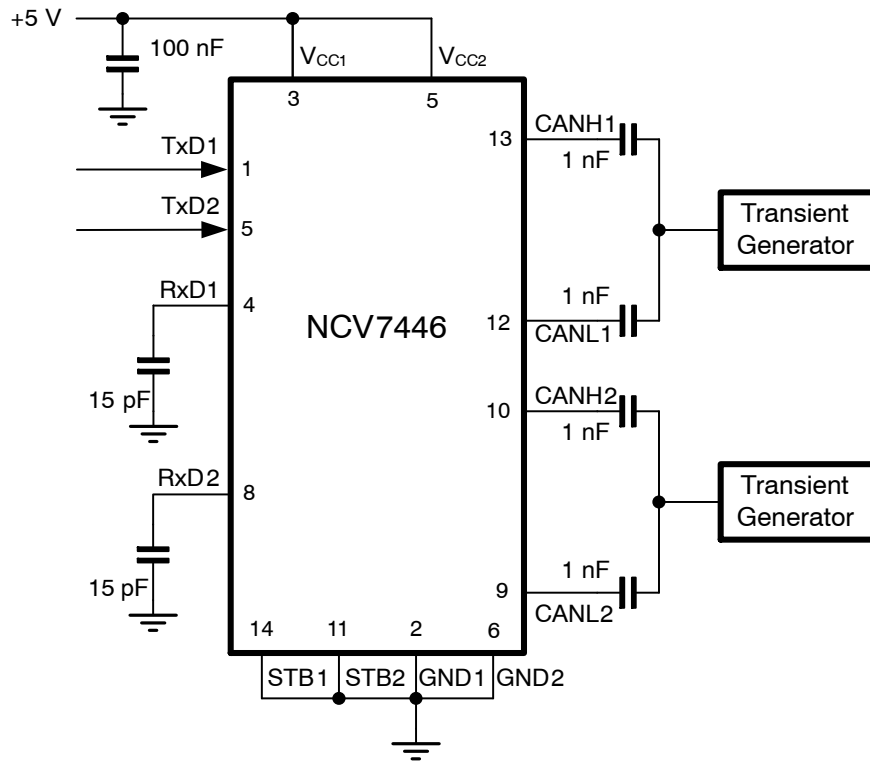 +5 V
100 nF
VCC1
VCC2
3
5
TxD1
1
TxD2
5
RxD1
4
15 pF
RxD2
8
15 pF
NCV7446
13
CANH1
1 nF
1 nF
12
CANL1
Transient
Generator
10
CANH2
1 nF
1 nF
9
CANL2
Transient
Generator
14
11
2
6
STB1
STB2
GND1
GND2